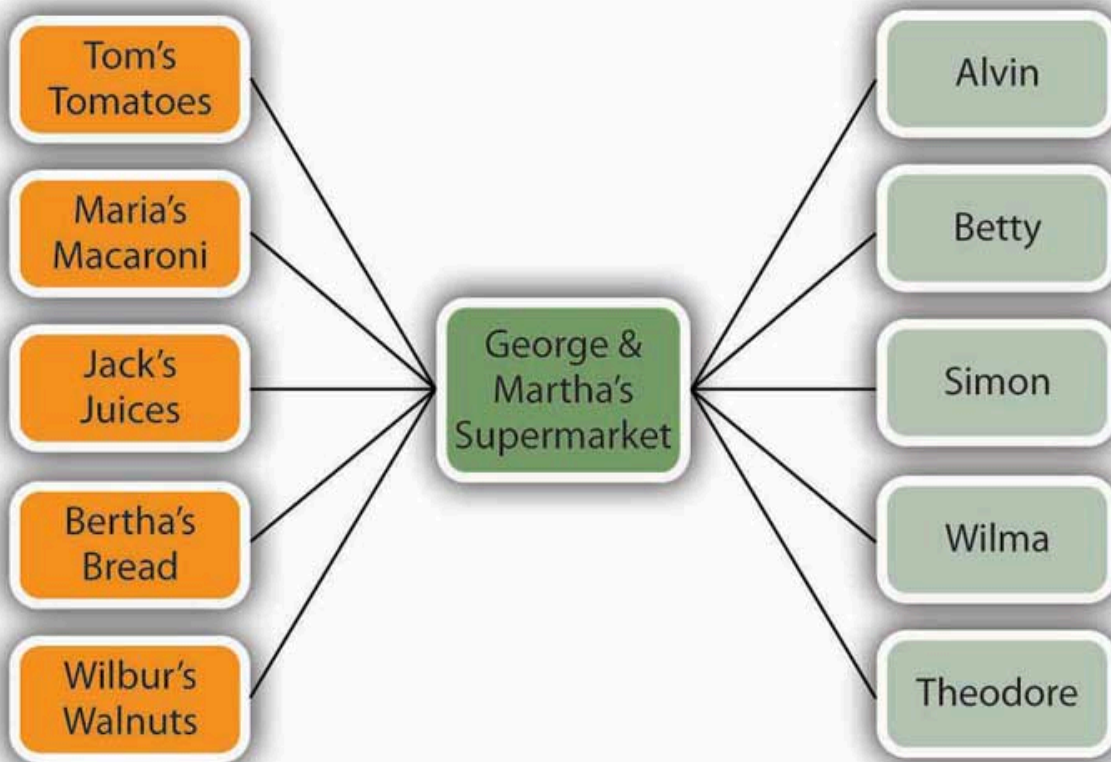 Tom’s
Tomatoes
Maria’s
Macaroni
Jack’s
Juices
Bertha’s
Bread
Wilbur’s
Walnuts
George &
Martha’s
Supermarket
Alvin
Betty
Simon
Wilma
Theodore